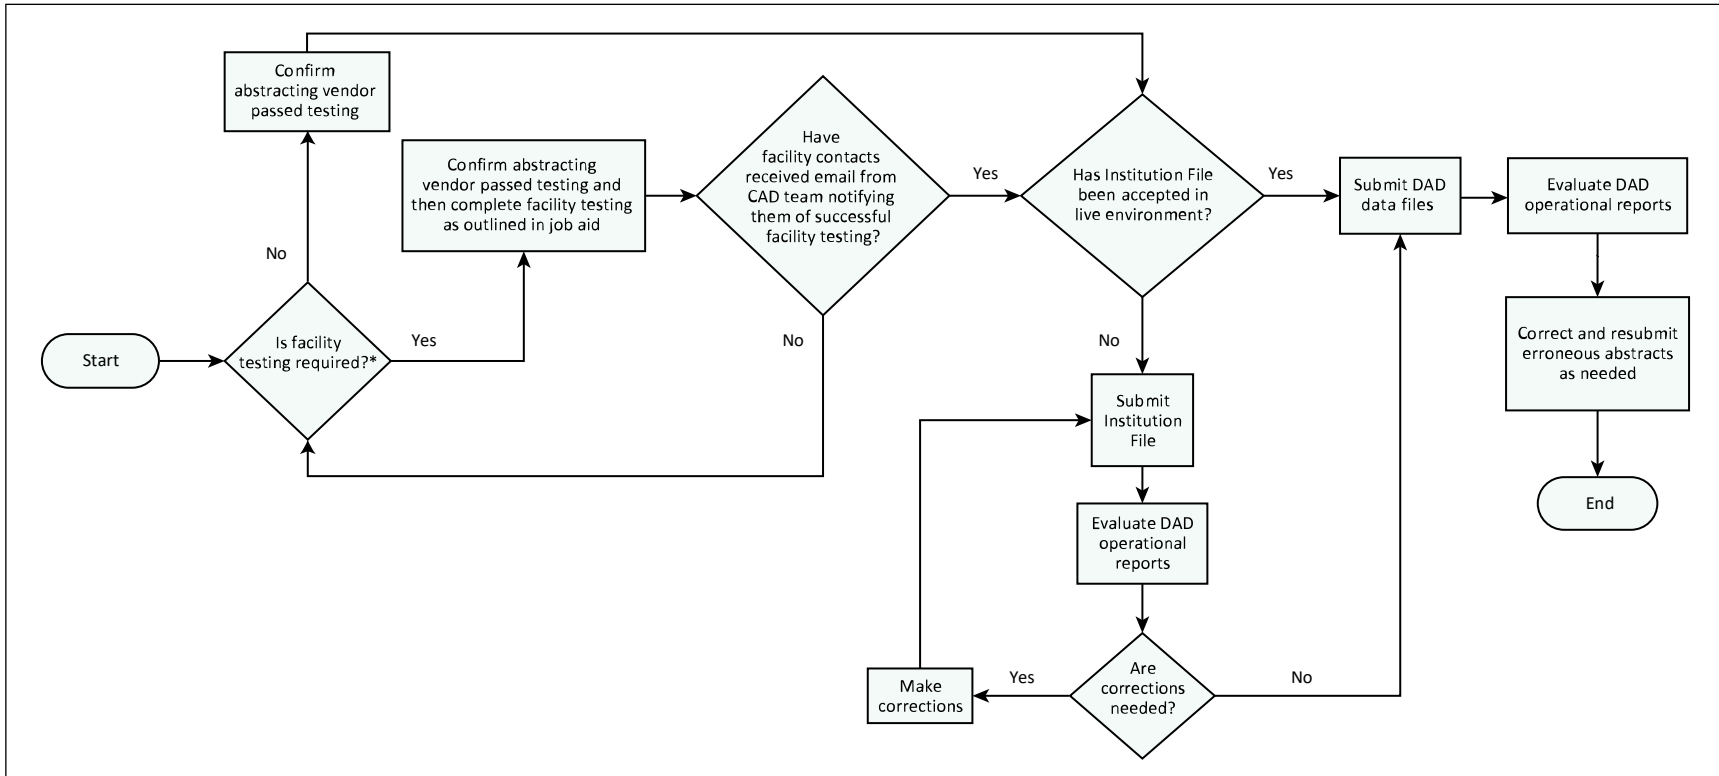 Start
Is facility
testing required?*
No
Confirm
abstracting vendor
passed testing
Yes
Confirm abstracting
vendor passed testing and
then complete facility testing
as outlined in job aid
Have
facility contacts
received email from
CAD team notifying
them of successful
facility testing?
No
Yes
Has Institution File
been accepted in
live environment?
No
Submit
Institution
File
Evaluate DAD
operational
reports
Are
corrections
needed?
Yes
Make
corrections
No
Yes
Submit DAD
data files
Evaluate DAD
operational reports
Correct and resubmit
erroneous abstracts
as needed
End